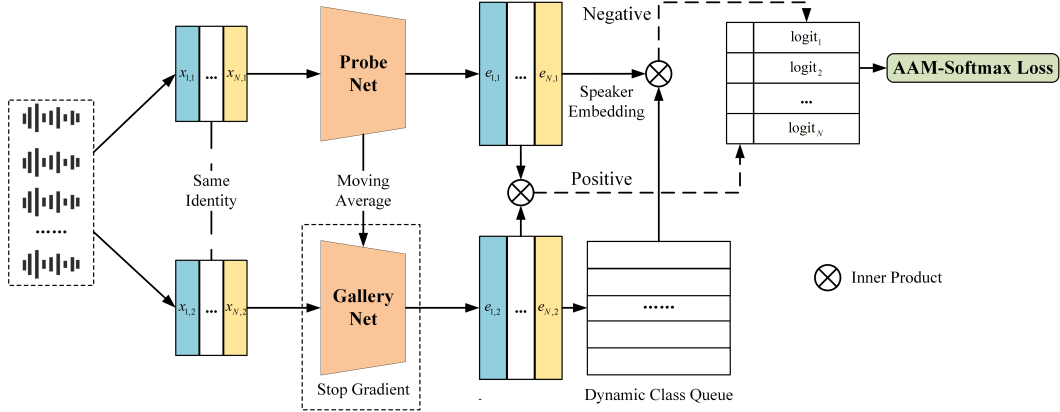 x1,1 ... xN,1
Probe
Net
e1,1 ... eN,1
Negative
Speaker
Embedding
logit1
logit2
...
logitN
AAM-Softmax Loss
Same
Identity
Moving
Average
Positive
......
x1,2 ... xN,2
Gallery
Net
Stop Gradient
e1,2 ... eN,2
......
Dynamic Class Queue
Inner Product